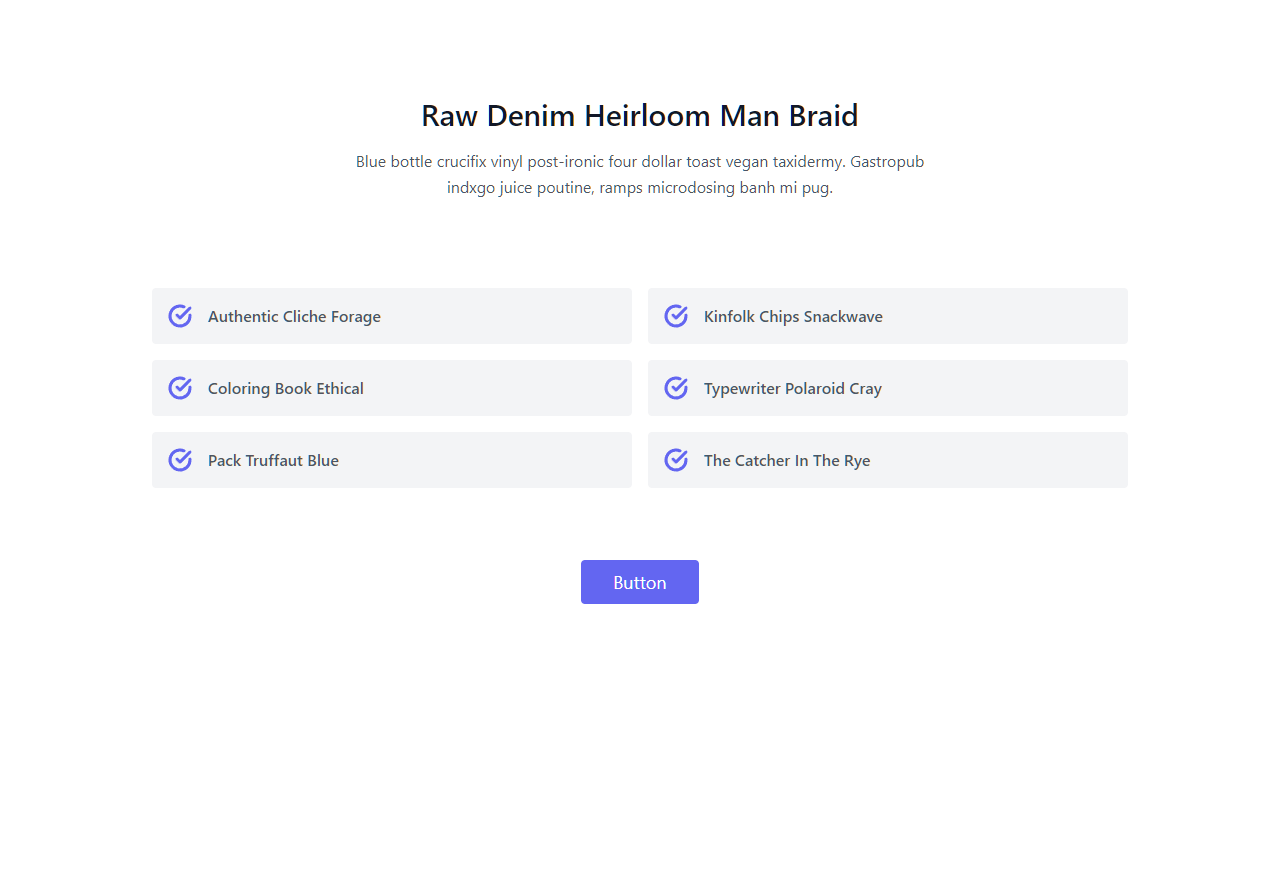 Raw Denim Heirloom Man Braid
Blue bottle crucifix vinyl post-ironic four dollar toast vegan taxidermy. Gastropub
indxgo juice poutine, ramps microdosing banh mi pug.
Authentic Cliche Forage
Kinfolk Chips Snackwave
Coloring Book Ethical
Typewriter Polaroid Cray
Pack Truffaut Blue
The Catcher In The Rye
Button